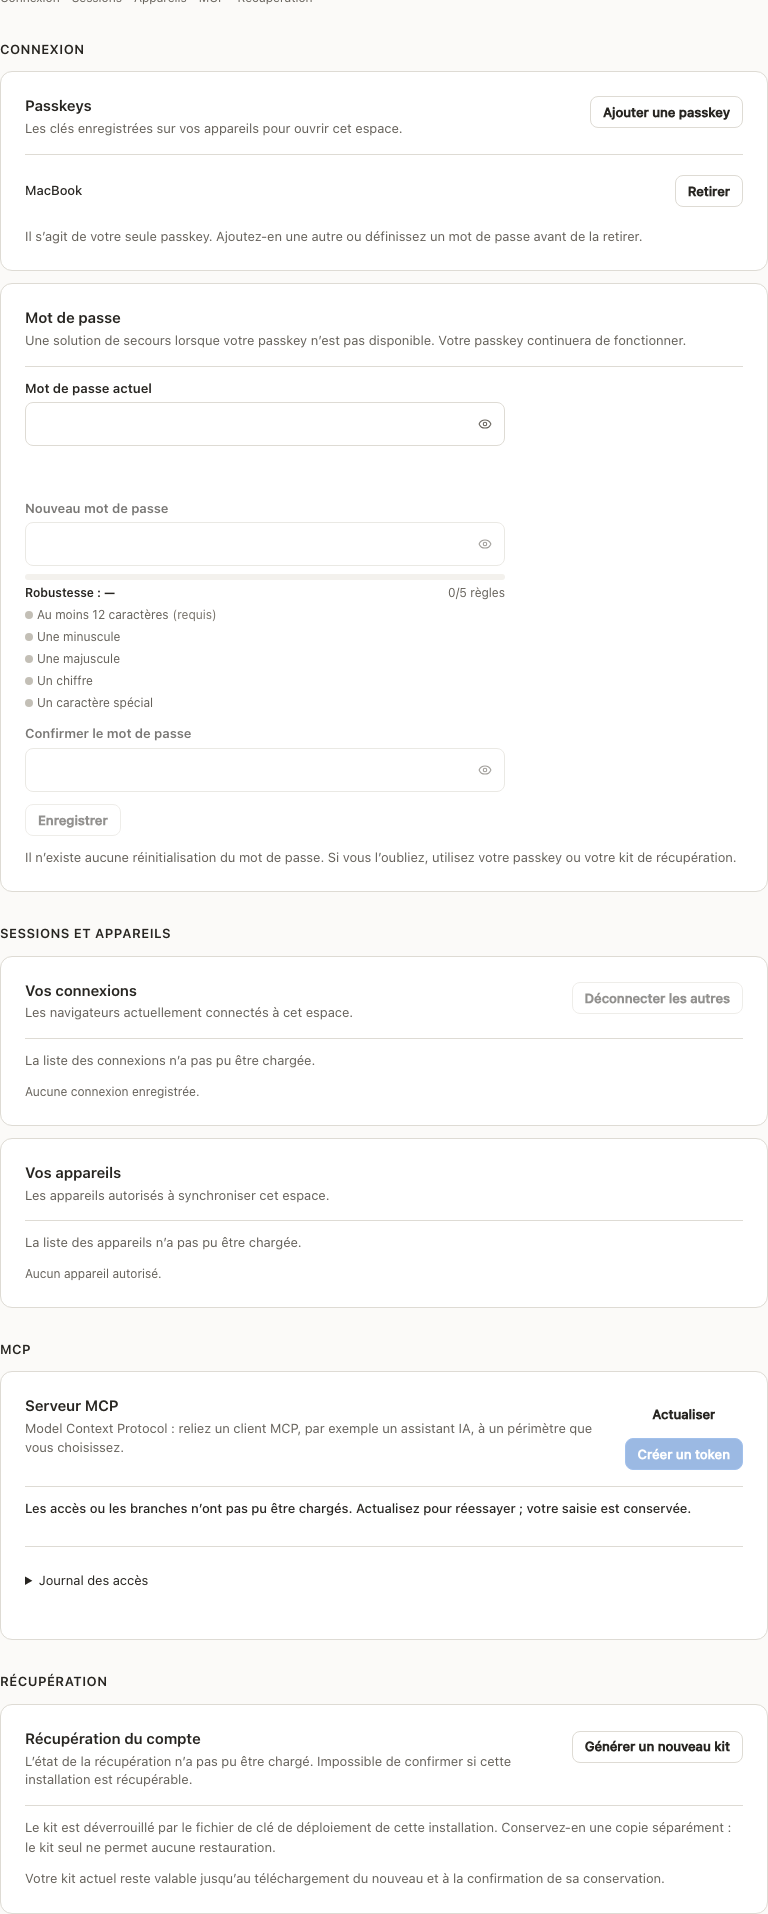 CONNEXION
Passkeys
Ajouter une passkey
Les clés enregistrées sur vos appareils pour ouvrir cet espace.
MacBook
Retirer
Il s’agit de votre seule passkey. Ajoutez-en une autre ou définissez un mot de passe avant de la retirer.
Mot de passe
Une solution de secours lorsque votre passkey n’est pas disponible. Votre passkey continuera de fonctionner.
Mot de passe actuel
Nouveau mot de passe
Robustesse : —
0/5 règles
Au moins 12 caractères (requis)
Une minuscule
Une majuscule
Un chiffre
Un caractère spécial
Confirmer le mot de passe
Enregistrer
Il n’existe aucune réinitialisation du mot de passe. Si vous l’oubliez, utilisez votre passkey ou votre kit de récupération.
SESSIONS ET APPAREILS
Vos connexions
Déconnecter les autres
Les navigateurs actuellement connectés à cet espace.
La liste des connexions n’a pas pu être chargée.
Aucune connexion enregistrée.
Vos appareils
Les appareils autorisés à synchroniser cet espace.
La liste des appareils n’a pas pu être chargée.
Aucun appareil autorisé.
MCP
Serveur MCP
Actualiser
Model Context Protocol : reliez un client MCP, par exemple un assistant IA, à un périmètre que
vous choisissez.
Créer un token
Les accès ou les branches n’ont pas pu être chargés. Actualisez pour réessayer ; votre saisie est conservée.
Journal des accès
RÉCUPÉRATION
Récupération du compte
Générer un nouveau kit
L’état de la récupération n’a pas pu être chargé. Impossible de confirmer si cette
installation est récupérable.
Le kit est déverrouillé par le fichier de clé de déploiement de cette installation. Conservez-en une copie séparément :
le kit seul ne permet aucune restauration.
Votre kit actuel reste valable jusqu’au téléchargement du nouveau et à la confirmation de sa conservation.